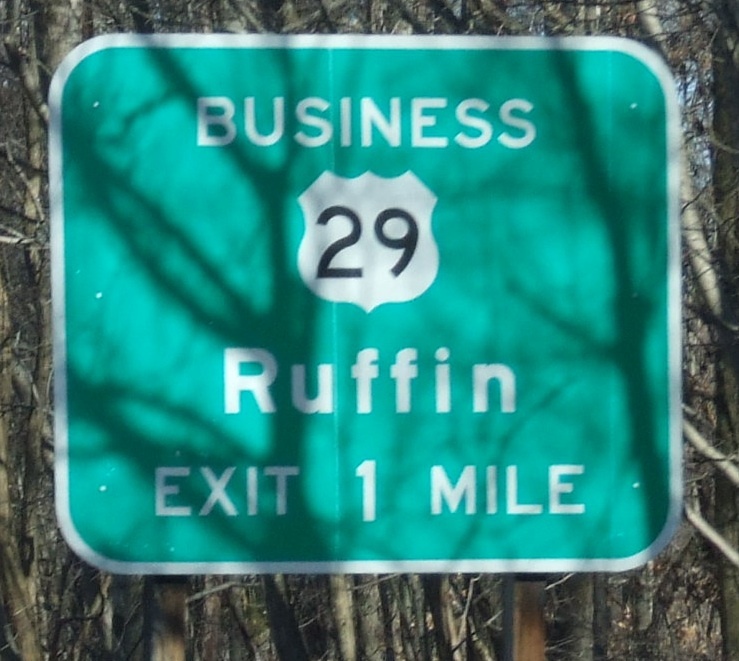 BUSINESS
29
Ruffin
EXIT 1 MILE